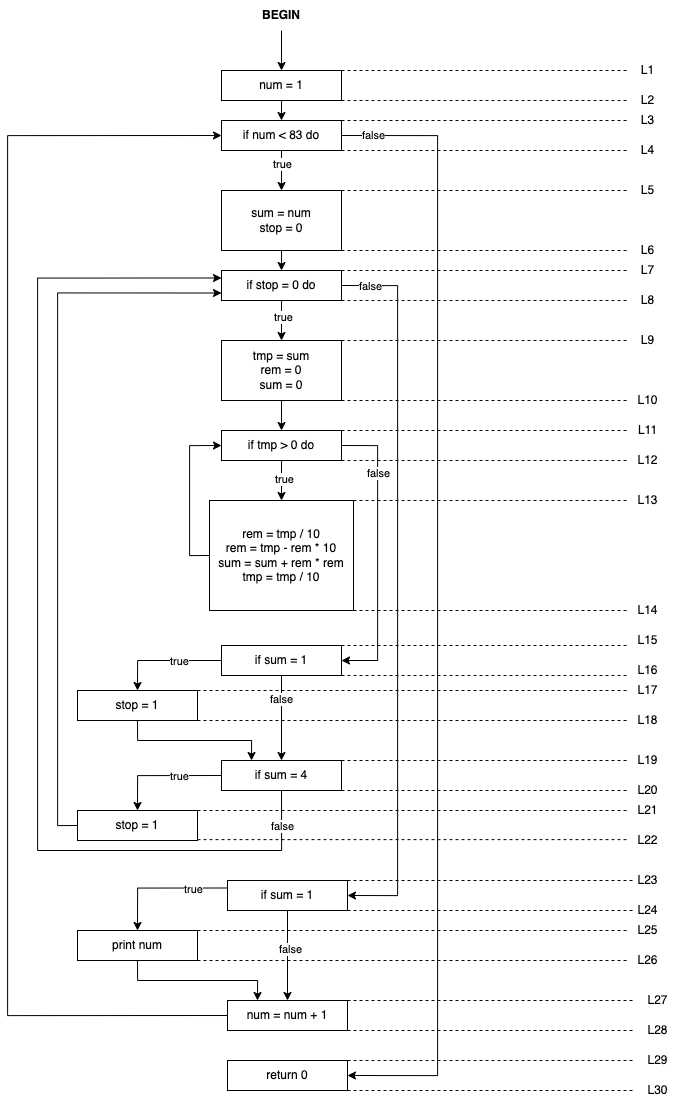 BEGIN
L1
num = 1
L2
L3
if num < 83 do
false
L4
true
L5
sum = num
stop = 0
L6
L7
if stop = 0 do
false
L8
true
L9
tmp = sum
rem = 0
sum = 0
L10
L11
if tmp > 0 do
L12
false
true
L13
rem = tmp / 10
rem = tmp - rem * 10
sum = sum + rem * rem
tmp = tmp / 10
L14
L15
if sum = 1
true
L16
L17
false
stop = 1
L18
L19
if sum = 4
true
L20
L21
stop = 1
false
L22
L23
true
if sum = 1
L24
L25
print num
false
L26
L27
num = num + 1
L28
L29
return 0
L30